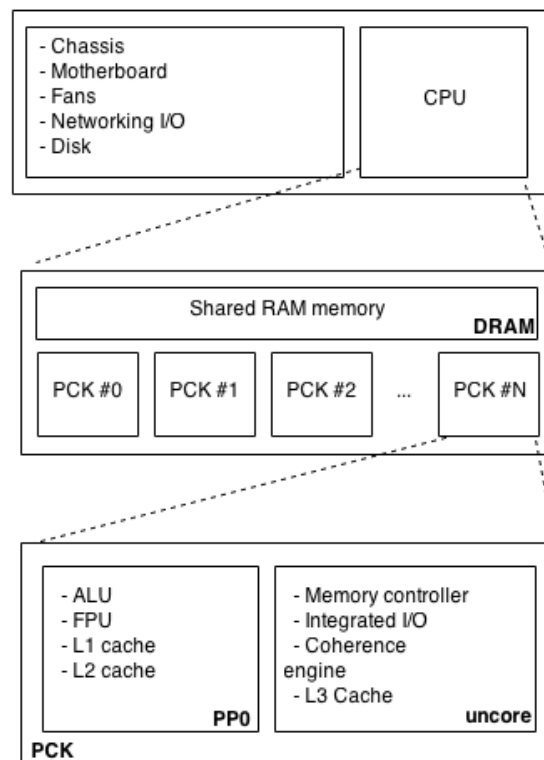 - Chassis
- Motherboard
- Fans
- Networking I/O
- Disk
CPU
Shared RAM memory
DRAM
PCK #0
PCK #1
PCK #2
...
PCK #N
- ALU
- FPU
- L1 cache
- L2 cache
PP0
- Memory controller
- Integrated I/O
- Coherence
engine
- L3 Cache
uncore
PCK